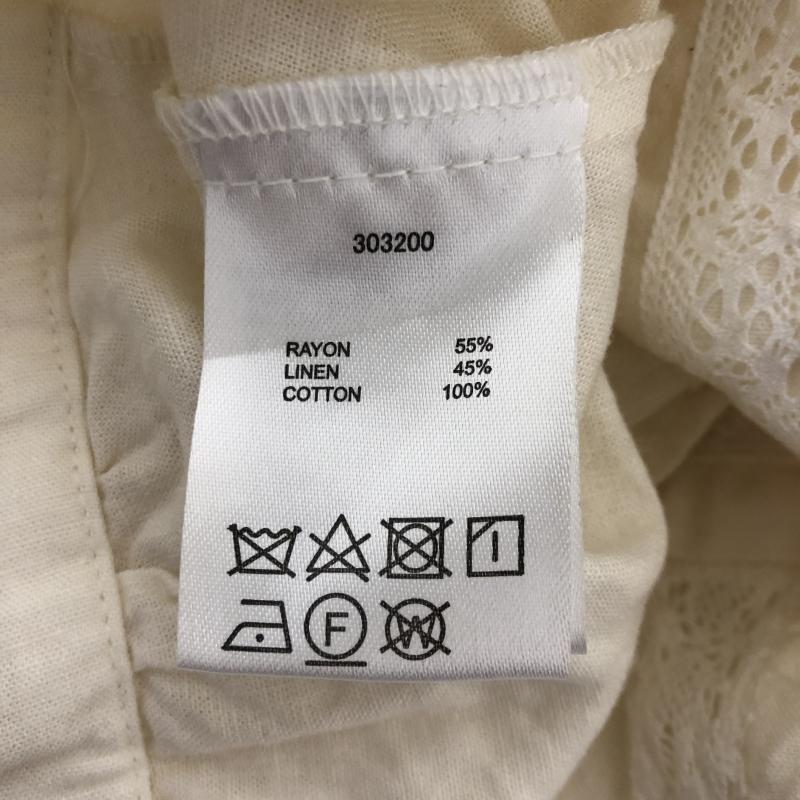 303200
RAYON 55%
LINEN 45%
COTTON 100%
F
W